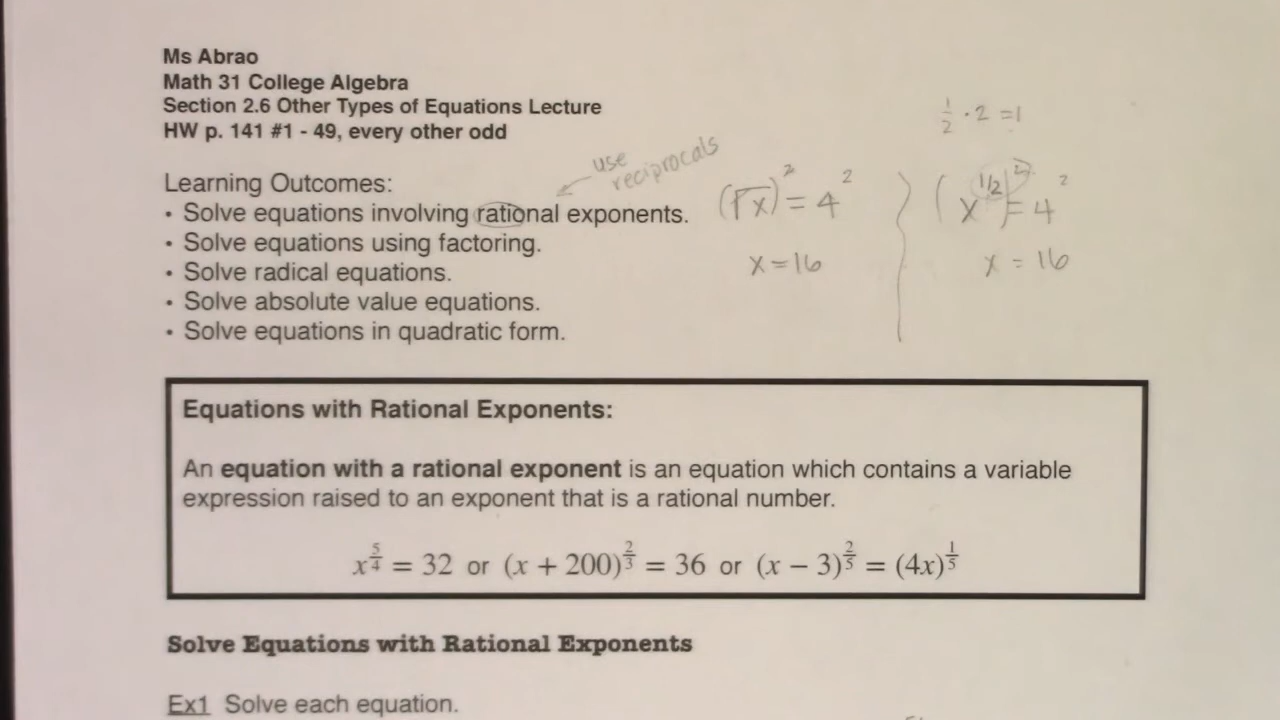 Ms Abrao
Math 31 College Algebra
Section 2.6 Other Types of Equations Lecture
HW p. 141 #1 - 49, every other odd
1/2 · 2 = 1
use reciprocals
Learning Outcomes:
• Solve equations involving rational exponents.
(√x)² = 4²
(x^1/2)² = 4²
• Solve equations using factoring.
x = 16
x = 16
• Solve radical equations.
• Solve absolute value equations.
• Solve equations in quadratic form.
Equations with Rational Exponents:
An equation with a rational exponent is an equation which contains a variable
expression raised to an exponent that is a rational number.
x^(5/4) = 32 or (x + 200)^(2/3) = 36 or (x − 3)^(2/5) = (4x)^(1/5)
Solve Equations with Rational Exponents
Ex1 Solve each equation.